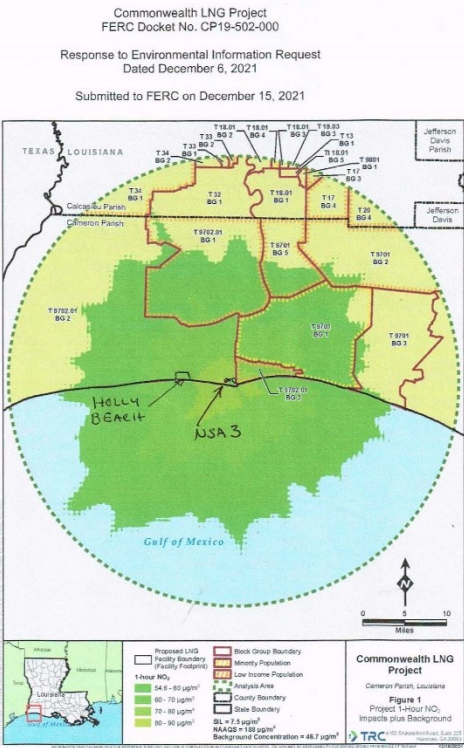 Commonwealth LNG Project
FERC Docket No. CP19-502-000
Response to Environmental Information Request
Dated December 6, 2021
Submitted to FERC on December 15, 2021
T 18.01
BG 2
T 18.01
BG 4
T 18.01
BG 3
T 19.03
BG 4
T 13
BG 1
T 33
BG 2
T 33
BG 1
T 34
BG 2
BG 5
T 9801
BG 1
T 17
BG 3
Jefferson
Davis
Parish
TEXAS
LOUISIANA
T 34
BG 1
T 32
BG 1
T 18.01
BG 1
T 17
BG 4
T 20
BG 4
Jefferson
Davis
Calcasieu Parish
Cameron Parish
T 9702.01
BG 1
T 9701
BG 5
T 9701
BG 2
T 9702.01
BG 2
T 9701
BG 1
T 9701
BG 3
T 9702.01
BG 3
HOLLY
BEACH
NSA 3
Gulf of Mexico
N
0 5 10
Miles
Arkansas
Texas
Louisiana
Gulf of Mexico
Proposed LNG
Facility Boundary
(Facility Footprint)
1-hour NO₂
54.6 - 60 µg/m³
60 - 70 µg/m³
70 - 80 µg/m³
80 - 90 µg/m³
Block Group Boundary
Minority Population
Low Income Population
Analysis Area
County Boundary
State Boundary
SIL = 7.5 µg/m³
NAAQS = 188 µg/m³
Background Concentration = 48.7 µg/m³
Commonwealth LNG
Project
Cameron Parish, Louisiana
Figure 1
Project 1-Hour NO₂
Impacts plus Background
TRC